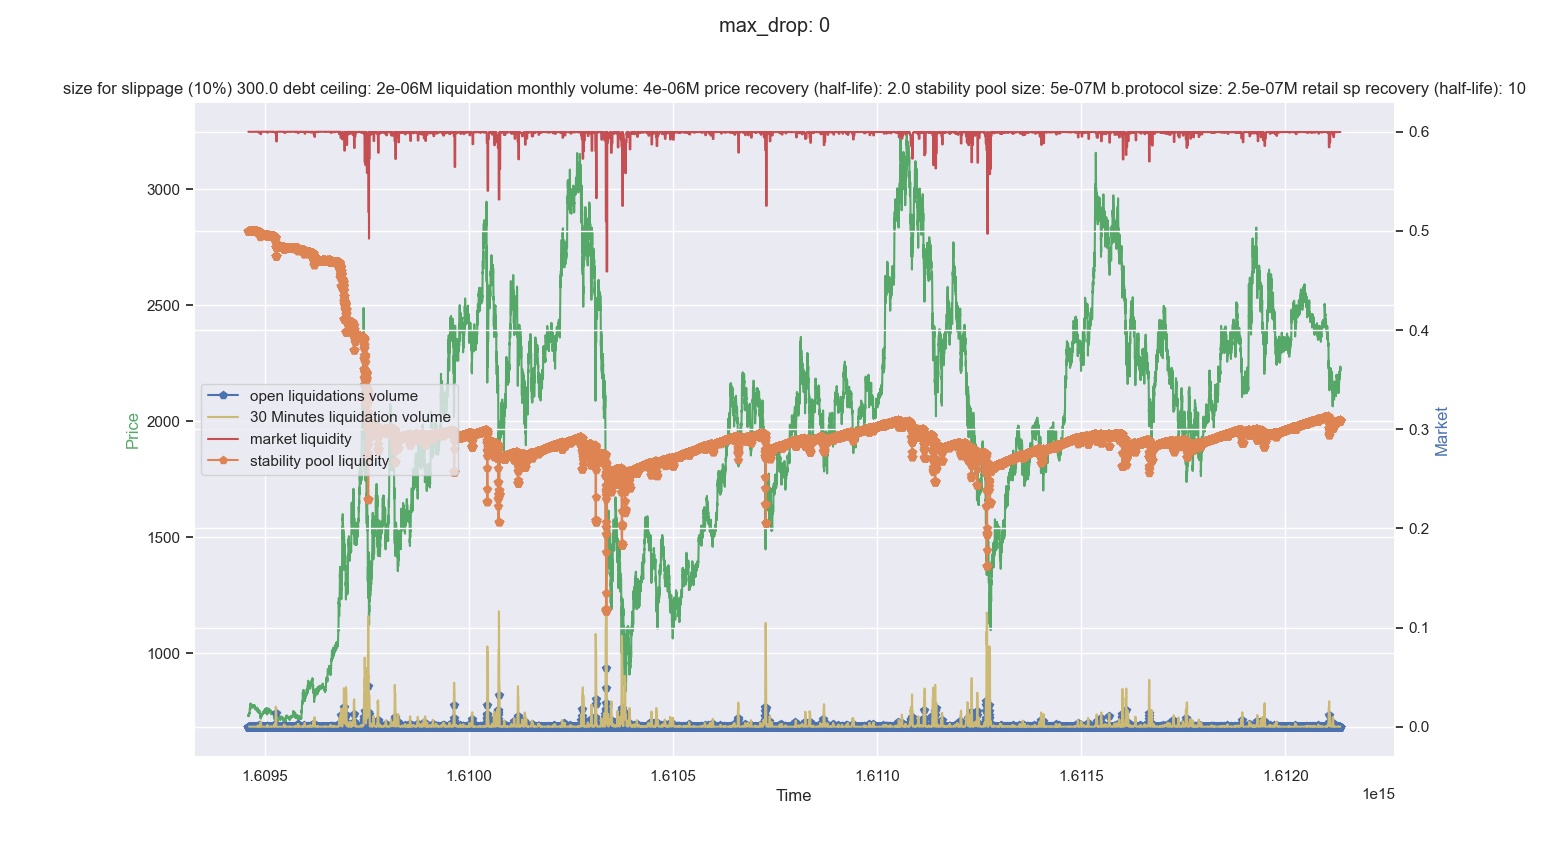 max_drop: 0
size for slippage (10%) 300.0 debt ceiling: 2e-06M liquidation monthly volume: 4e-06M price recovery (half-life): 2.0 stability pool size: 5e-07M b.protocol size: 2.5e-07M retail sp recovery (half-life): 10
3000
2500
2000
1500
1000
Price
open liquidations volume
30 Minutes liquidation volume
market liquidity
stability pool liquidity
0.6
0.5
0.4
0.3
0.2
0.1
0.0
Market
1.6095 1.6100 1.6105 1.6110 1.6115 1.6120
Time
1e15